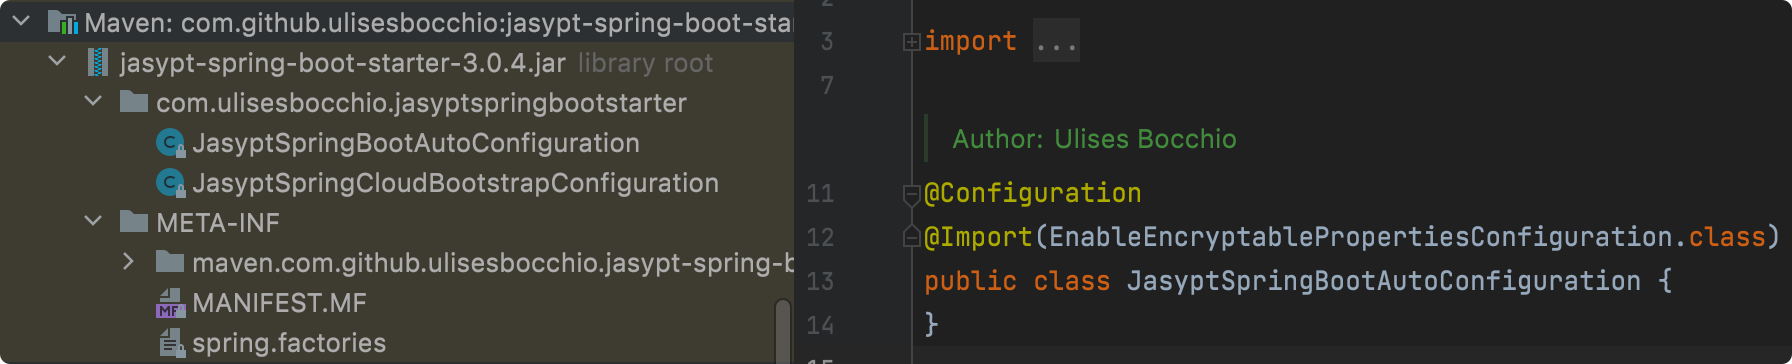 Maven: com.github.ulisesbocchio:jasypt-spring-boot-sta
jasypt-spring-boot-starter-3.0.4.jar library root
com.ulisesbocchio.jasyptspringbootstarter
JasyptSpringBootAutoConfiguration
JasyptSpringCloudBootstrapConfiguration
META-INF
maven.com.github.ulisesbocchio.jasypt-spring-b
MF MANIFEST.MF
spring.factories
3 import ...
7
Author: Ulises Bocchio
11 @Configuration
12 @Import(EnableEncryptablePropertiesConfiguration.class)
13 public class JasyptSpringBootAutoConfiguration {
14 }